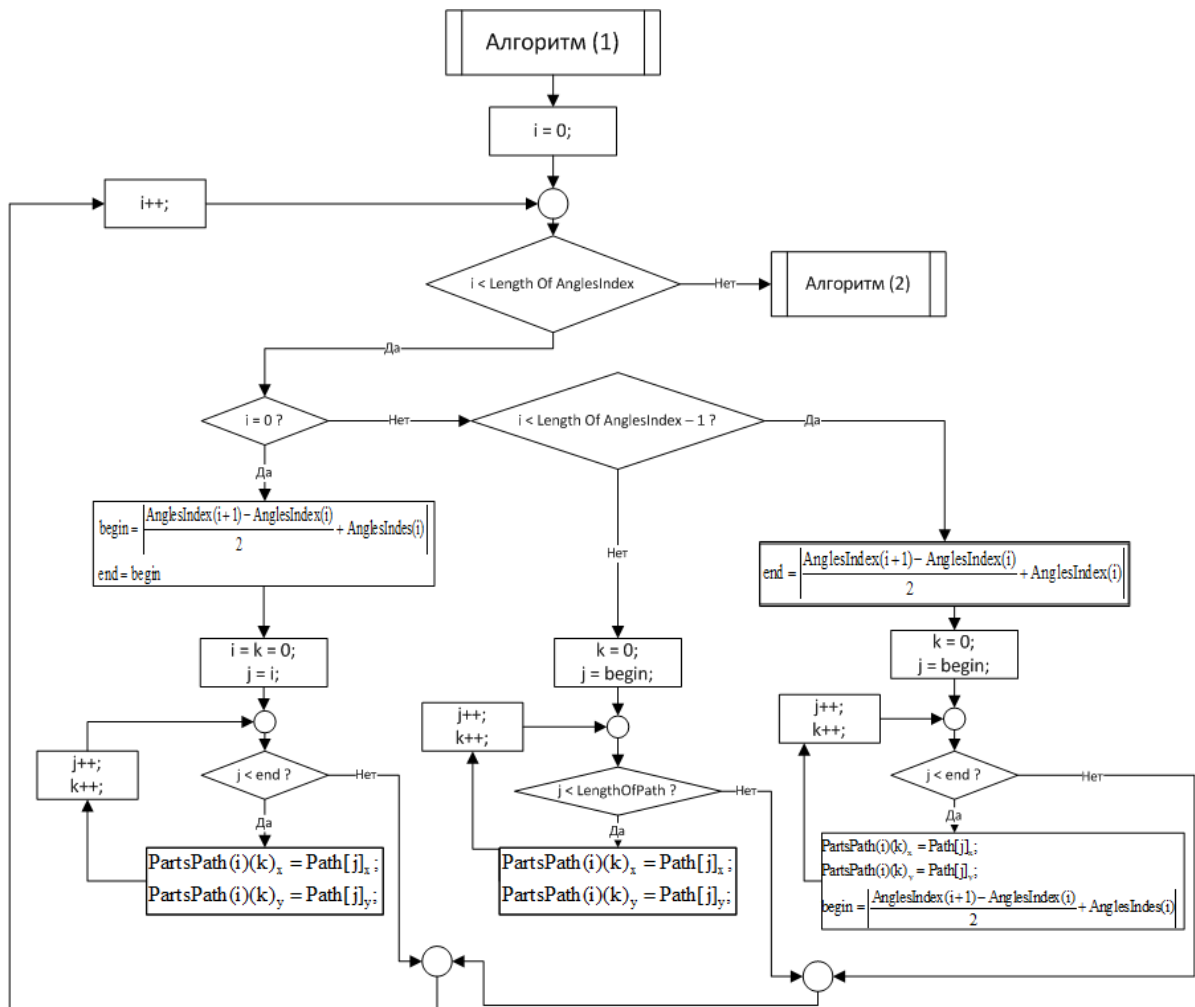 Алгоритм (1)
i = 0;
i++;
i < Length Of AnglesIndex
Нет
Алгоритм (2)
Да
i = 0 ?
Нет
i < Length Of AnglesIndex – 1 ?
Да
Да
begin = |(AnglesIndex(i+1) – AnglesIndex(i))/2 + AnglesIndes(i)|
end = begin
Нет
end = |(AnglesIndex(i+1) – AnglesIndex(i))/2 + AnglesIndex(i)|
i = k = 0;
j = i;
k = 0;
j = begin;
k = 0;
j = begin;
j++;
k++;
j < end ?
Нет
Да
PartsPath(i)(k)x = Path[j]x;
PartsPath(i)(k)y = Path[j]y;
j++;
k++;
j < LengthOfPath ?
Нет
Да
PartsPath(i)(k)x = Path[j]x;
PartsPath(i)(k)y = Path[j]y;
j++;
k++;
j < end ?
Нет
Да
PartsPath(i)(k)x = Path[j]x;
PartsPath(i)(k)y = Path[j]y;
begin = |(AnglesIndex(i+1) – AnglesIndex(i))/2 + AnglesIndes(i)|